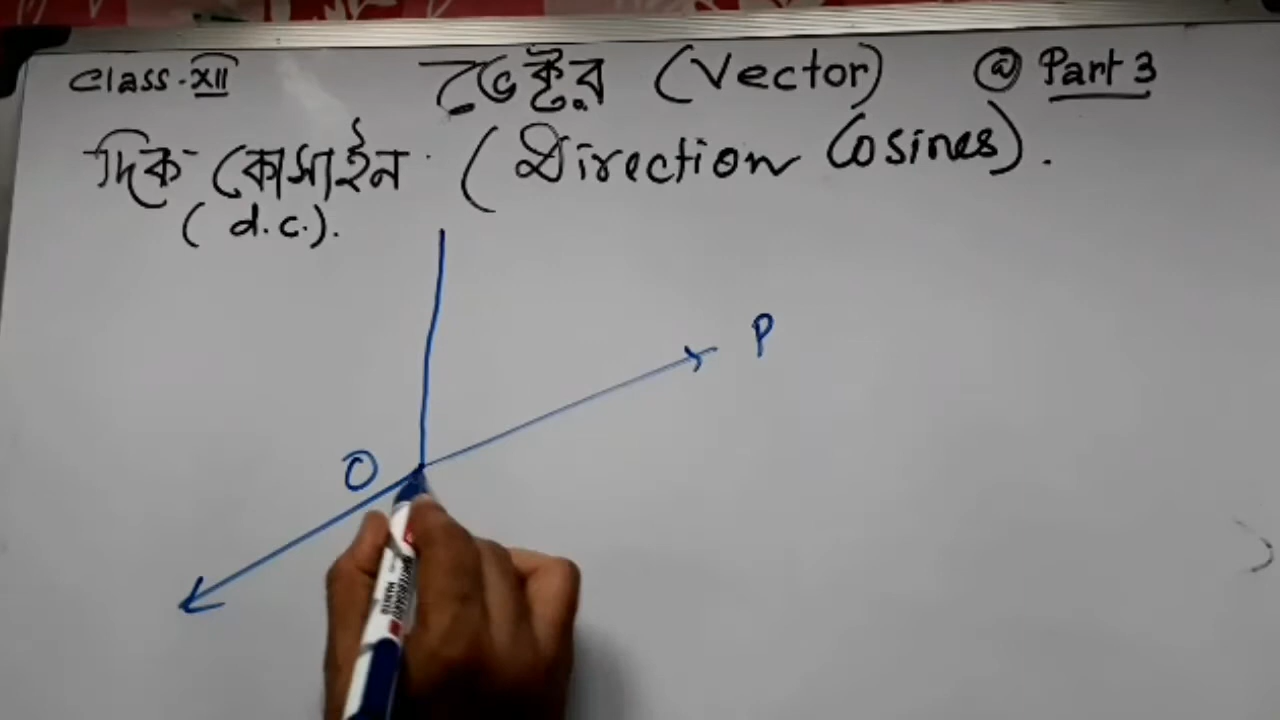 Class-XII ভেক্টর (Vector) @ Part 3
দিক কোসাইন (Direction Cosines).
(d.c.).
P
O